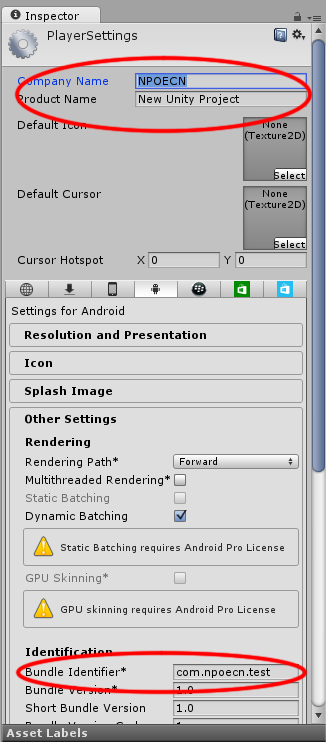 Inspector
PlayerSettings
Company Name NPOECN
Product Name New Unity Project
Default Icon
None
(Texture2D)
Select
Default Cursor
None
(Texture2D)
Select
Cursor Hotspot X 0 Y 0
Settings for Android
Resolution and Presentation
Icon
Splash Image
Other Settings
Rendering
Rendering Path* Forward
Multithreaded Rendering*
Static Batching
Dynamic Batching
Static Batching requires Android Pro License
GPU Skinning*
GPU skinning requires Android Pro License
Identification
Bundle Identifier* com.npoecn.test
Bundle Version* 1.0
Short Bundle Version 1.0
Asset Labels